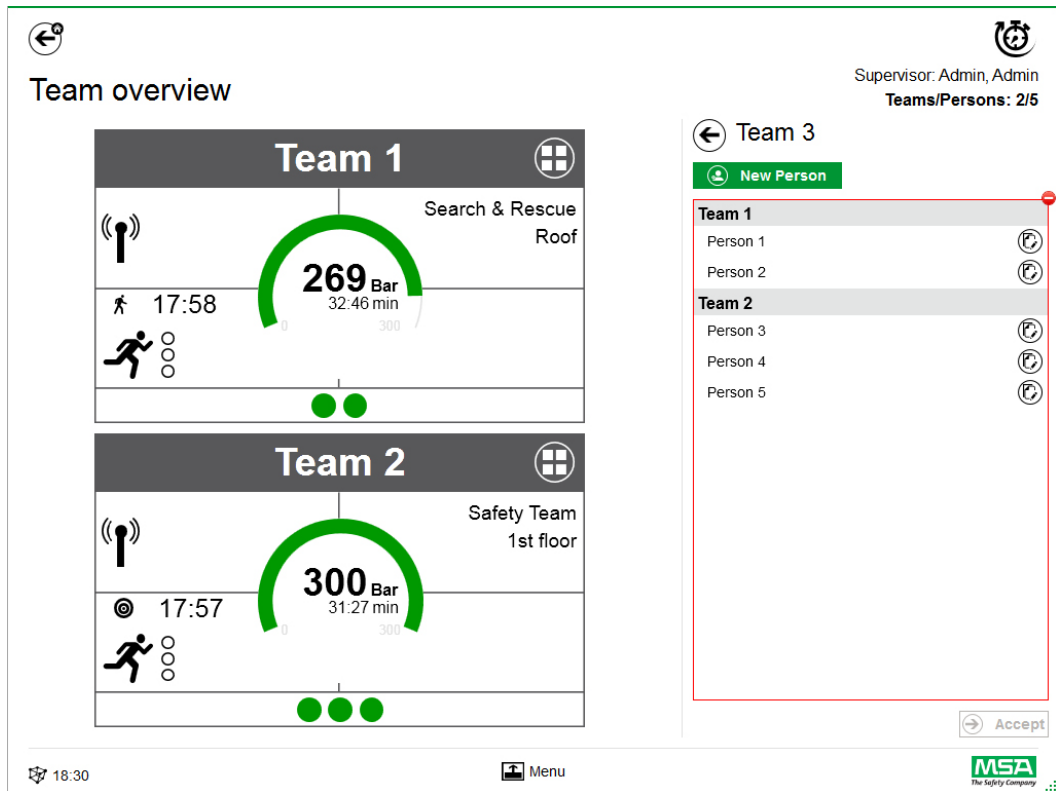 Team overview
Supervisor: Admin, Admin
Teams/Persons: 2/5
Team 1
Search & Rescue
Roof
269 Bar
32:46 min
0 300
17:58
Team 2
Safety Team
1st floor
300 Bar
31:27 min
0 300
17:57
Team 3
New Person
Team 1
Person 1
Person 2
Team 2
Person 3
Person 4
Person 5
Accept
18:30
Menu
MSA
The Safety Company